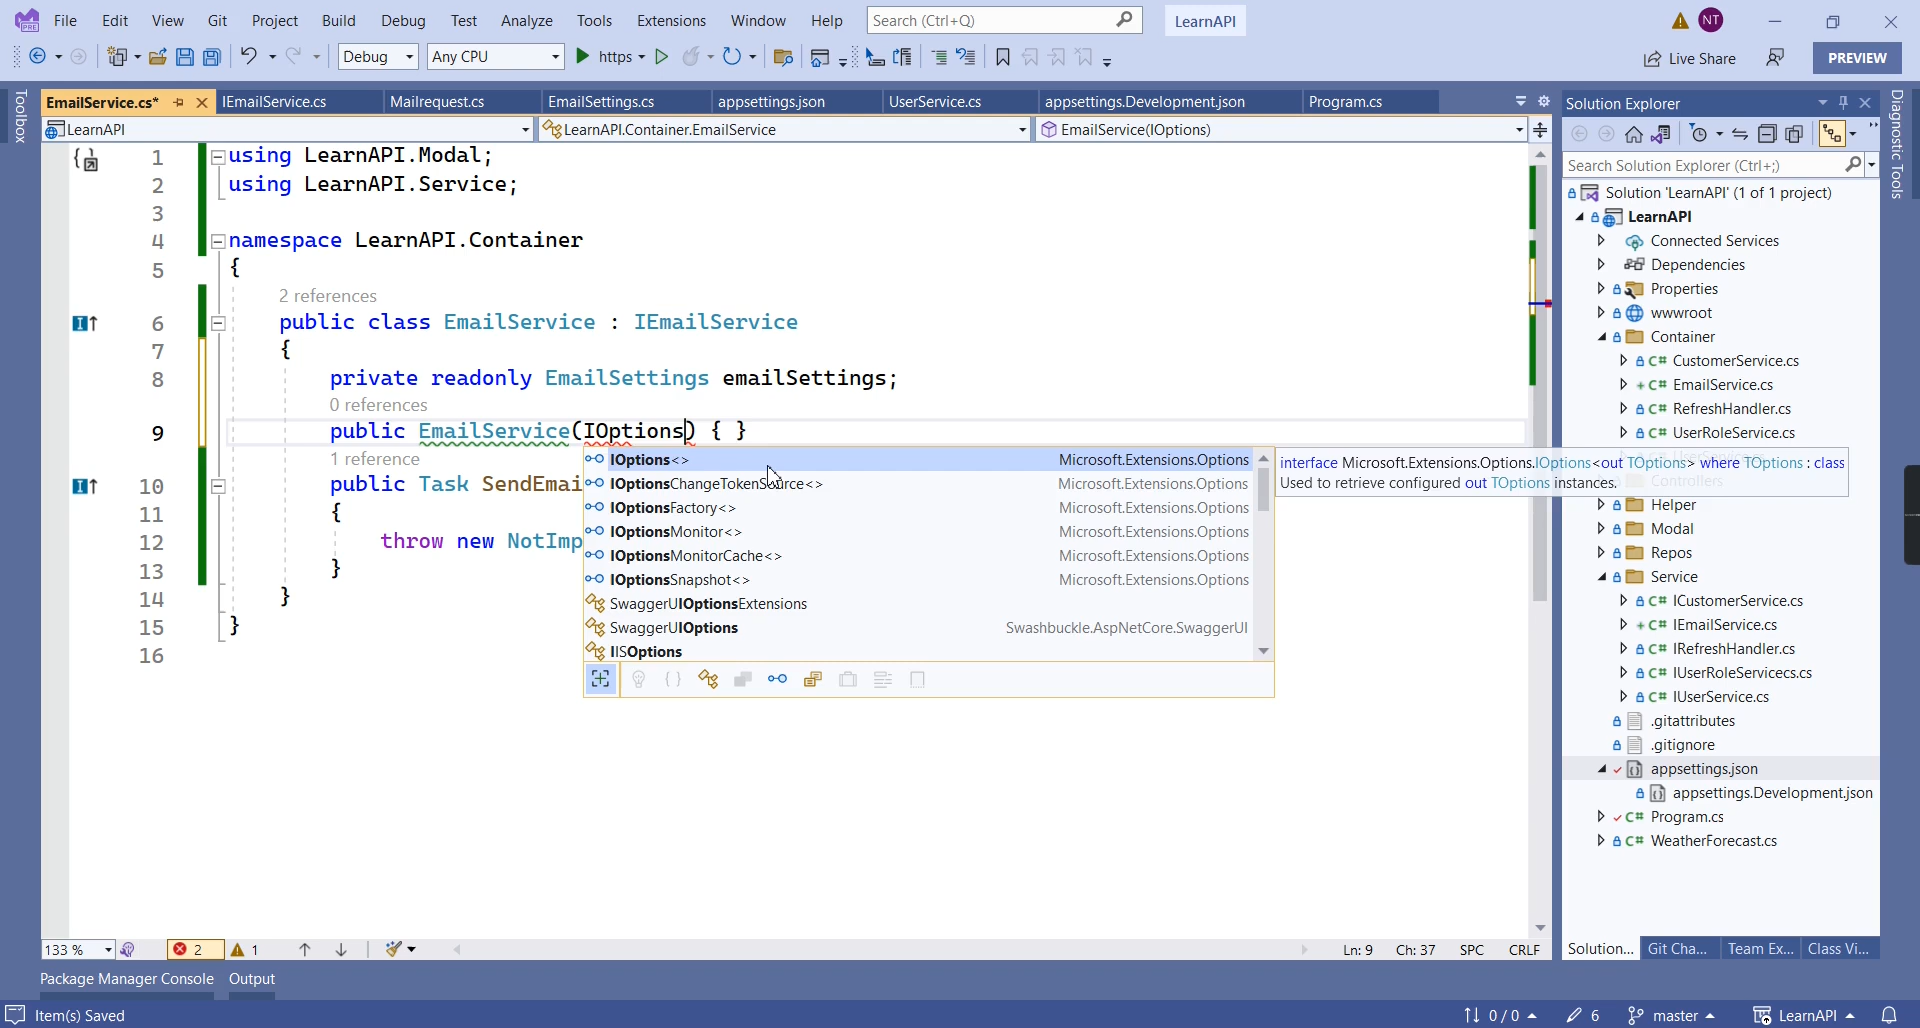 File Edit View Git Project Build Debug Test Analyze Tools Extensions Window Help Search (Ctrl+Q) LearnAPI NT
Debug Any CPU https Live Share PREVIEW
Toolbox
EmailService.cs* IEmailService.cs Mailrequest.cs EmailSettings.cs appsettings.json UserService.cs appsettings.Development.json Program.cs
LearnAPI LearnAPI.Container.EmailService EmailService(IOptions)
1 using LearnAPI.Modal;
2 using LearnAPI.Service;
3
4 namespace LearnAPI.Container
5 {
2 references
6 public class EmailService : IEmailService
7 {
8 private readonly EmailSettings emailSettings;
0 references
9 public EmailService(IOptions) { }
1 reference
10 public Task SendEmai
11 {
12 throw new NotImp
13 }
14 }
15 }
16
IOptions<> Microsoft.Extensions.Options
IOptionsChangeTokenSource<> Microsoft.Extensions.Options
IOptionsFactory<> Microsoft.Extensions.Options
IOptionsMonitor<> Microsoft.Extensions.Options
IOptionsMonitorCache<> Microsoft.Extensions.Options
IOptionsSnapshot<> Microsoft.Extensions.Options
SwaggerUIOptionsExtensions
SwaggerUIOptions Swashbuckle.AspNetCore.SwaggerUI
IISOptions
interface Microsoft.Extensions.Options.IOptions<out TOptions> where TOptions : class
Used to retrieve configured out TOptions instances.
Solution Explorer
Search Solution Explorer (Ctrl+;)
Solution 'LearnAPI' (1 of 1 project)
LearnAPI
Connected Services
Dependencies
Properties
wwwroot
Container
C# CustomerService.cs
C# EmailService.cs
C# RefreshHandler.cs
C# UserRoleService.cs
Controllers
Helper
Modal
Repos
Service
C# ICustomerService.cs
C# IEmailService.cs
C# IRefreshHandler.cs
C# IUserRoleServicecs.cs
C# IUserService.cs
.gitattributes
.gitignore
appsettings.json
appsettings.Development.json
C# Program.cs
C# WeatherForecast.cs
Diagnostic Tools
133 % 2 1 Ln: 9 Ch: 37 SPC CRLF
Solution... Git Cha... Team Ex... Class Vi...
Package Manager Console Output
Item(s) Saved 0 / 0 6 master LearnAPI